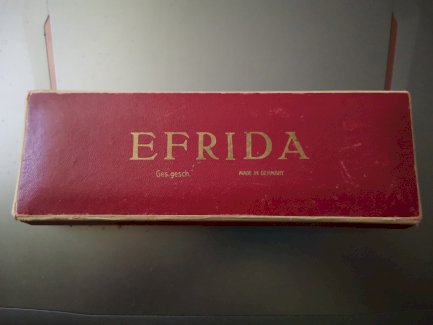 EFRIDA
Ges. gesch. MADE IN GERMANY